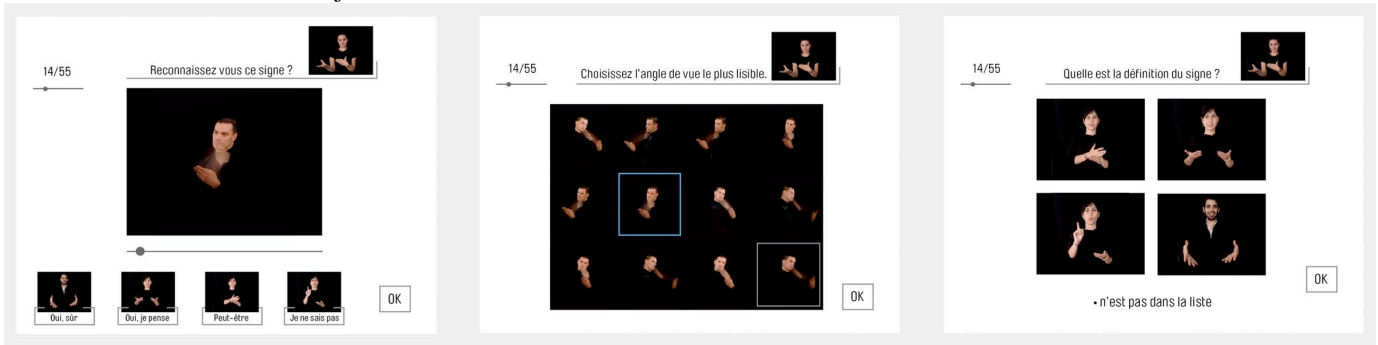 14/55
Reconnaissez vous ce signe ?
Oui, sûr
Oui, je pense
Peut-être
Je ne sais pas
OK
14/55
Choisissez l'angle de vue le plus lisible.
OK
14/55
Quelle est la définition du signe ?
OK
• n'est pas dans la liste